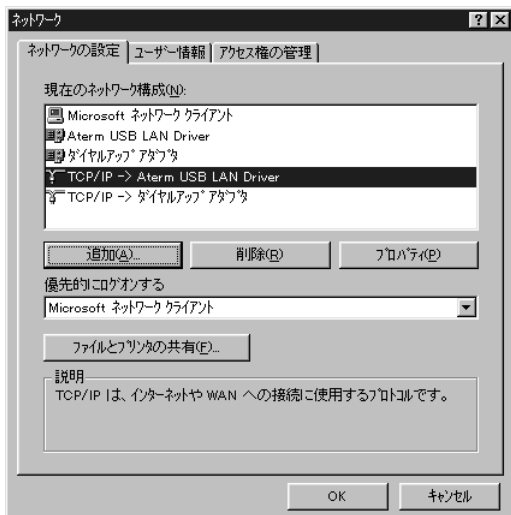 ネットワーク
ネットワークの設定 ユーザー情報 アクセス権の管理
現在のネットワーク構成(N):
Microsoft ネットワーク クライアント
Aterm USB LAN Driver
ダイヤルアップ アダプタ
TCP/IP -> Aterm USB LAN Driver
TCP/IP -> ダイヤルアップ アダプタ
追加(A)... 削除(R) プロパティ(P)
優先的にログオンする
Microsoft ネットワーク クライアント
ファイルとプリンタの共有(F)...
説明
TCP/IP は、インターネットや WAN への接続に使用するプロトコルです。
OK キャンセル